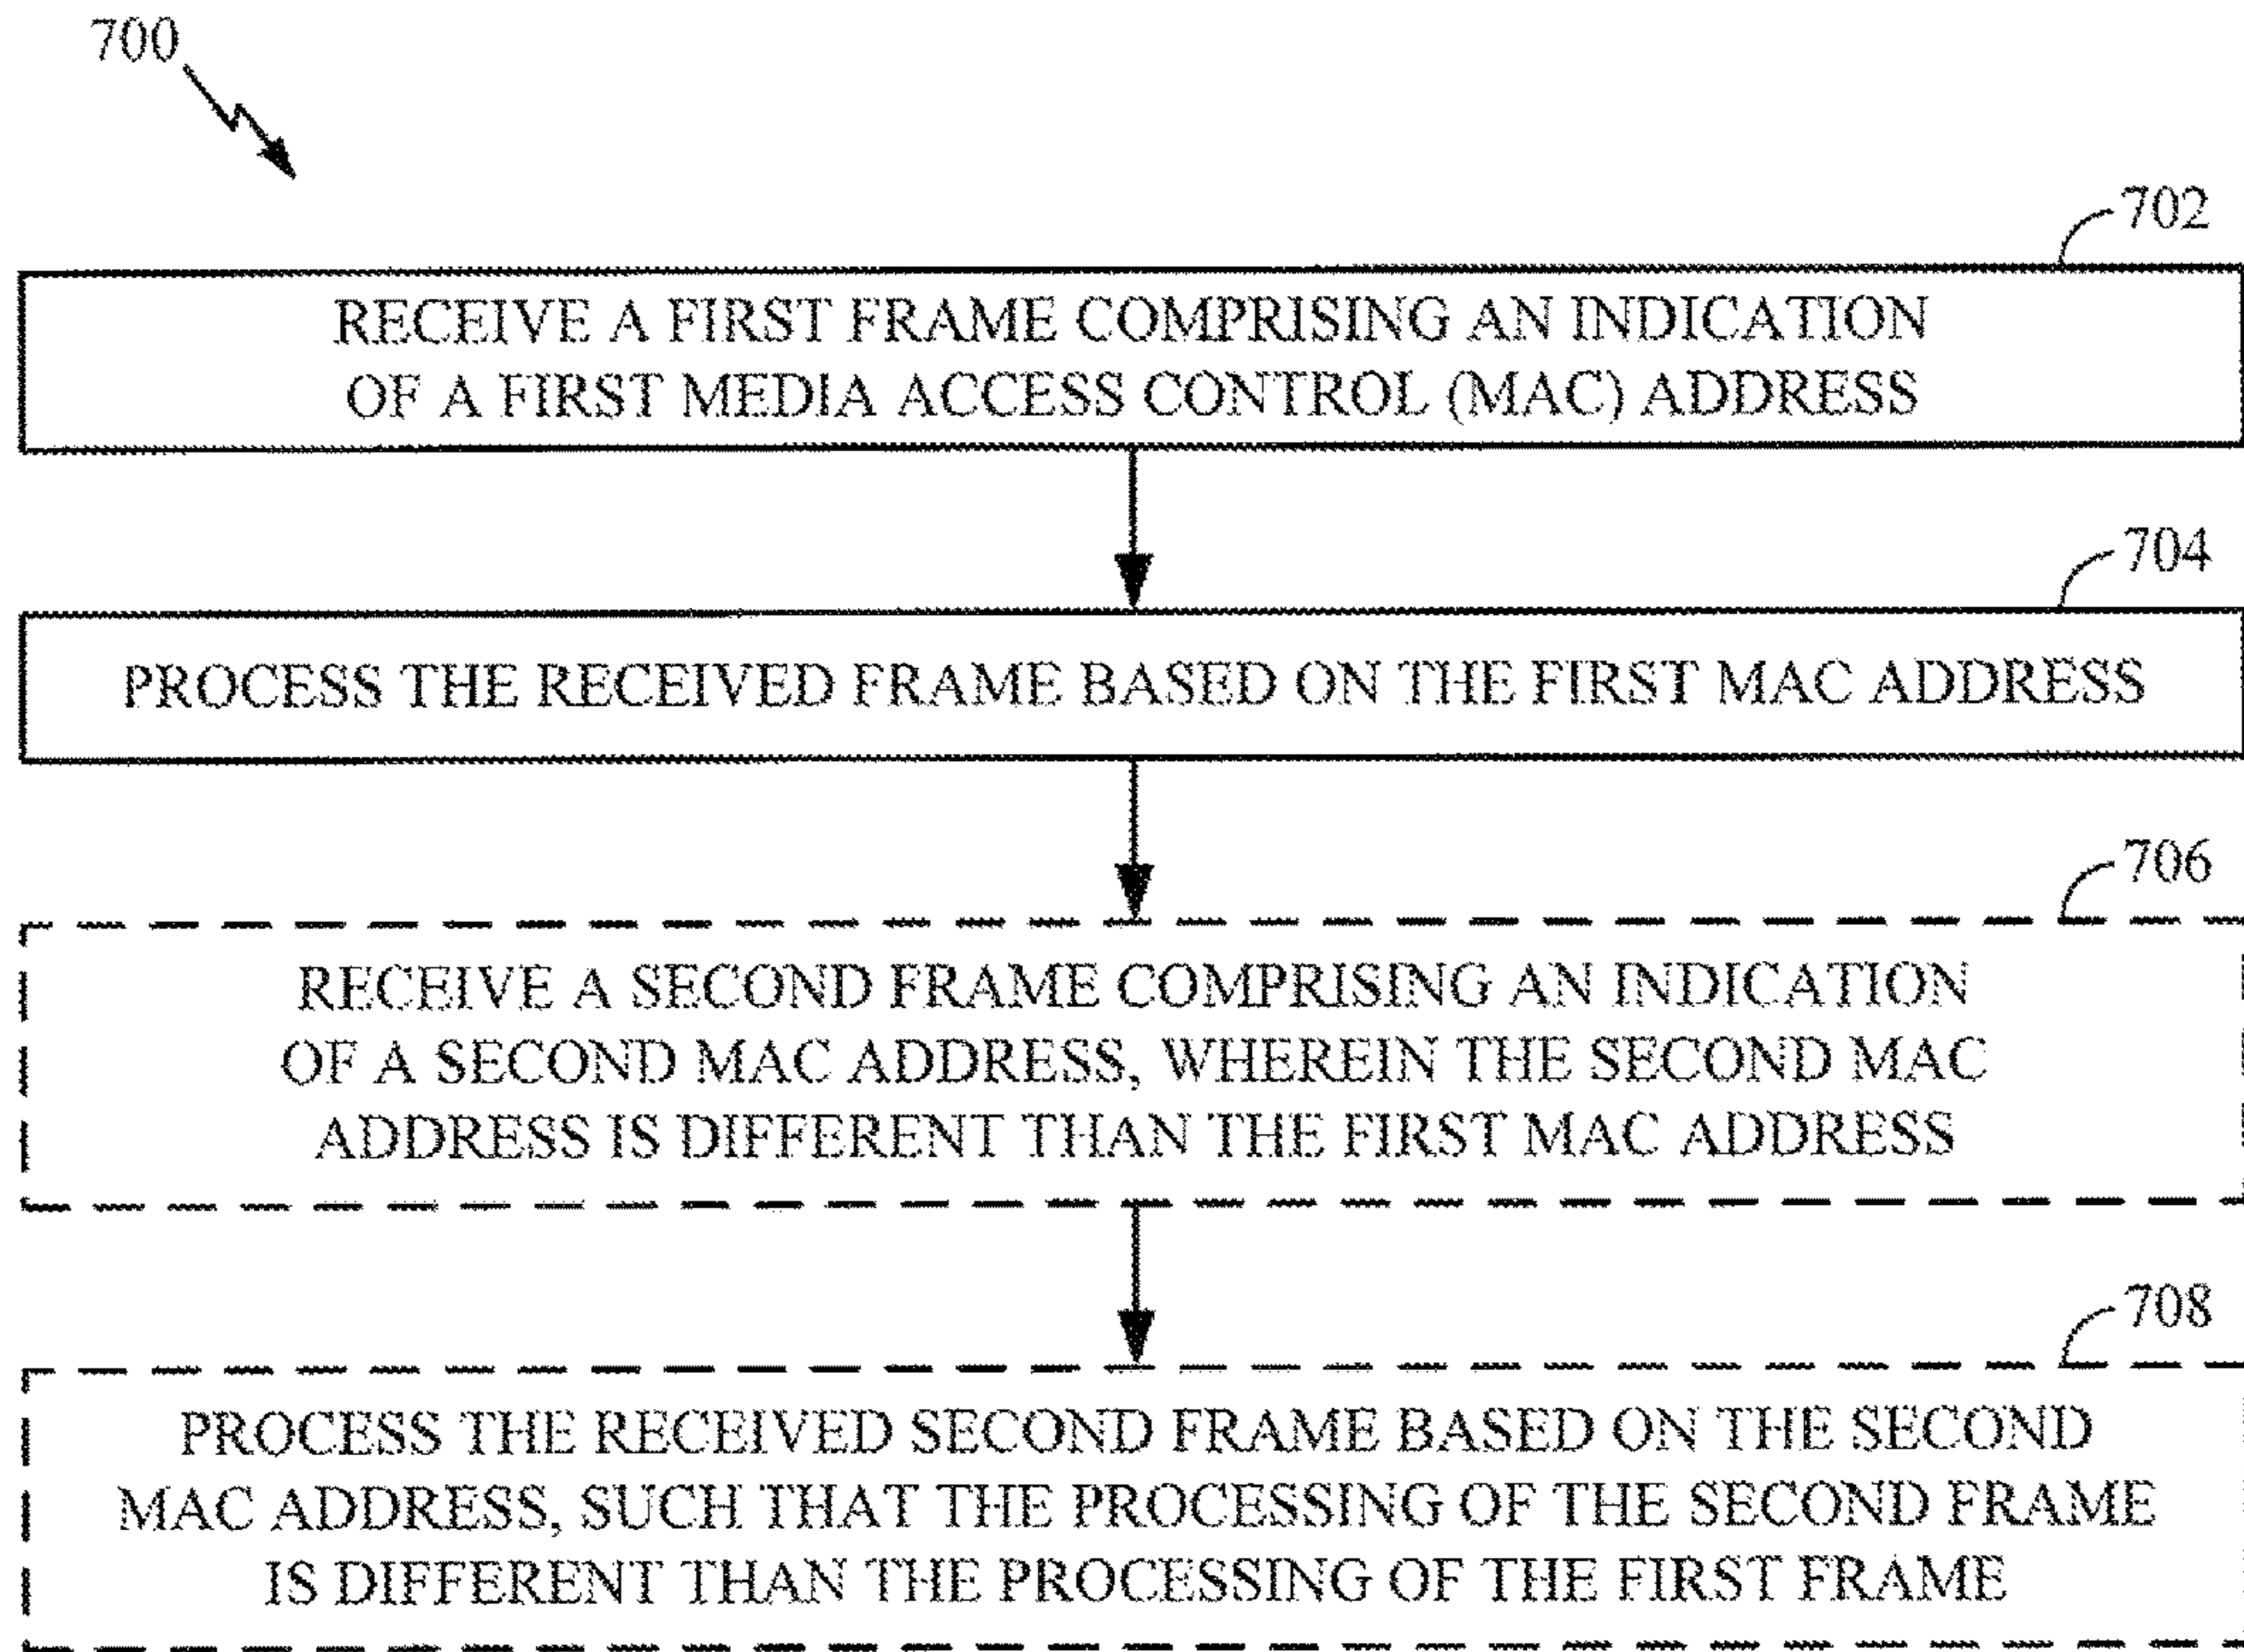 700
702
RECEIVE A FIRST FRAME COMPRISING AN INDICATION
OF A FIRST MEDIA ACCESS CONTROL (MAC) ADDRESS
704
PROCESS THE RECEIVED FRAME BASED ON THE FIRST MAC ADDRESS
706
RECEIVE A SECOND FRAME COMPRISING AN INDICATION
OF A SECOND MAC ADDRESS, WHEREIN THE SECOND MAC
ADDRESS IS DIFFERENT THAN THE FIRST MAC ADDRESS
708
PROCESS THE RECEIVED SECOND FRAME BASED ON THE SECOND
MAC ADDRESS, SUCH THAT THE PROCESSING OF THE SECOND FRAME
IS DIFFERENT THAN THE PROCESSING OF THE FIRST FRAME